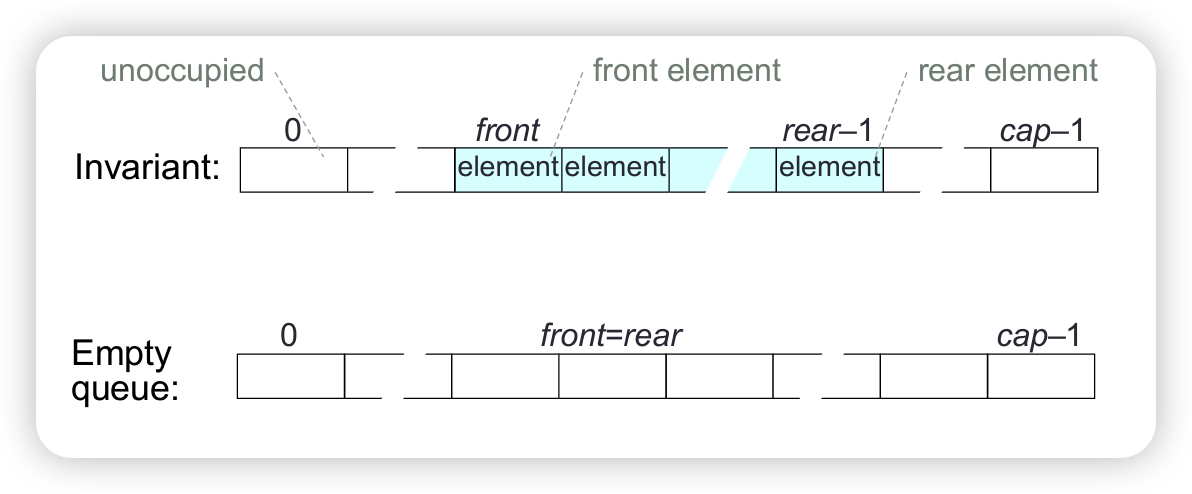 unoccupied front element rear element
0 front rear–1 cap–1
Invariant: element element element
0 front=rear cap–1
Empty
queue: